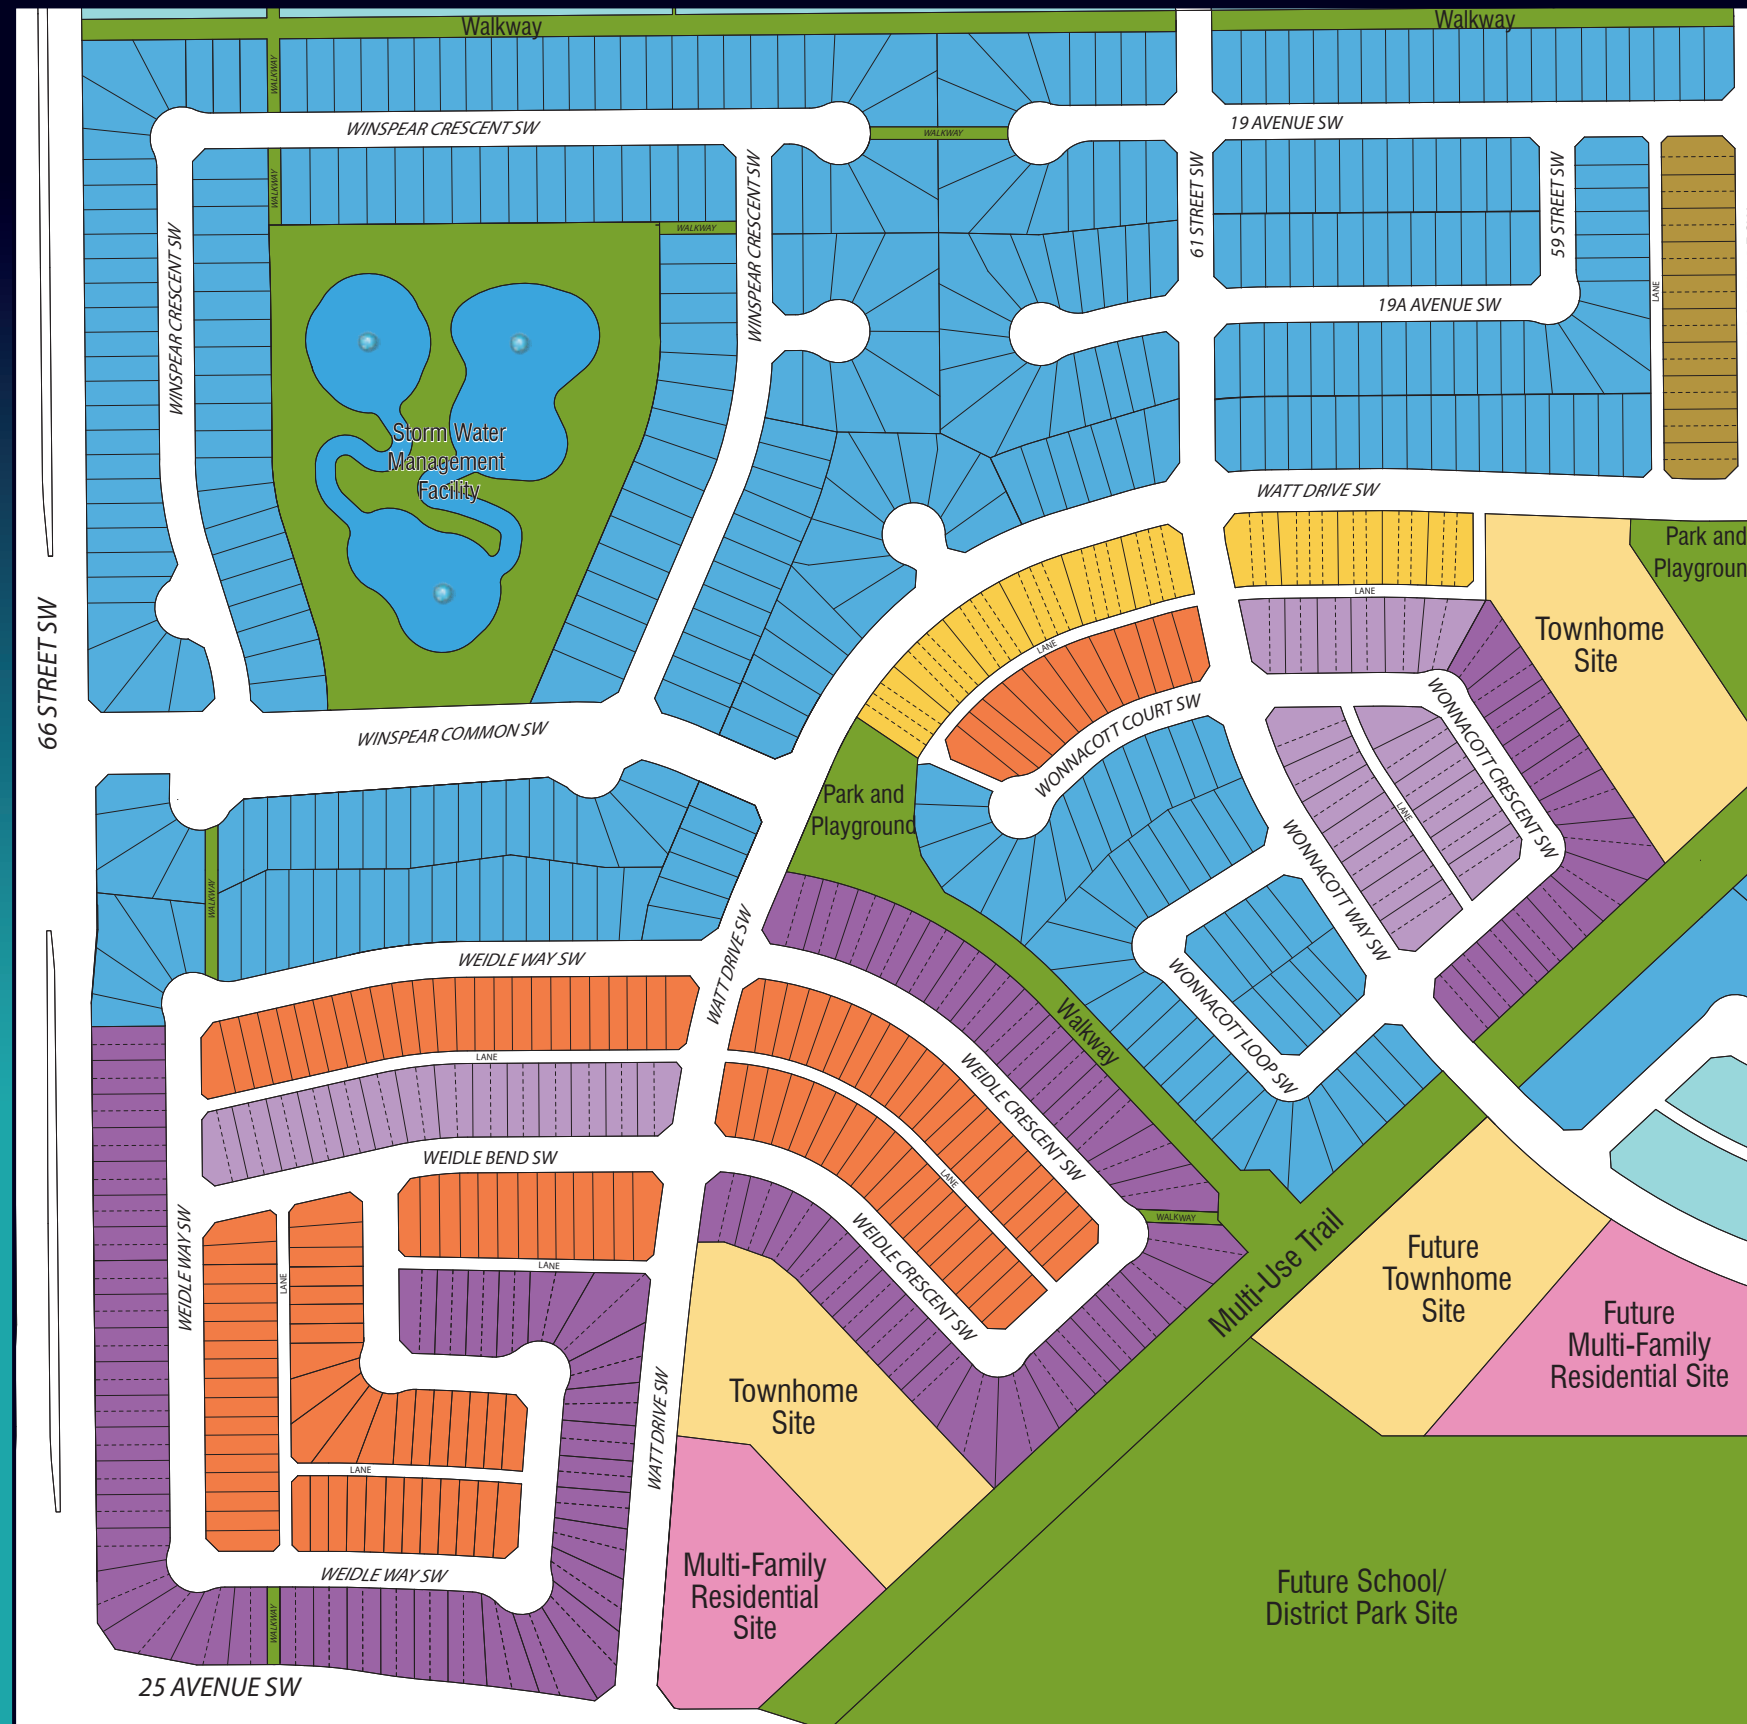 Walkway
Walkway
WALKWAY
WINSPEAR CRESCENT SW
WALKWAY
19 AVENUE SW
WALKWAY
WINSPEAR CRESCENT SW
61 STREET SW
59 STREET SW
WALKWAY
WINSPEAR CRESCENT SW
LANE
19A AVENUE SW
Storm Water
Management
Facility
WATT DRIVE SW
Park and
Playgroun
LANE
Townhome
Site
LANE
66 STREET SW
WINSPEAR COMMON SW
WONNACOTT COURT SW
WONNACOTT CRESCENT SW
Park and
Playground
LANE
WONNACOTT WAY SW
WALKWAY
WATT DRIVE SW
WEIDLE WAY SW
WONNACOTT LOOP SW
Walkway
LANE
WEIDLE CRESCENT SW
WEIDLE BEND SW
LANE
WALKWAY
WEIDLE WAY SW
LANE
LANE
WEIDLE CRESCENT SW
Multi-Use Trail
Future
Townhome
Site
Future
Multi-Family
Residential Site
Townhome
Site
WATT DRIVE SW
LANE
WEIDLE WAY SW
Multi-Family
Residential
Site
WALKWAY
Future School/
District Park Site
25 AVENUE SW